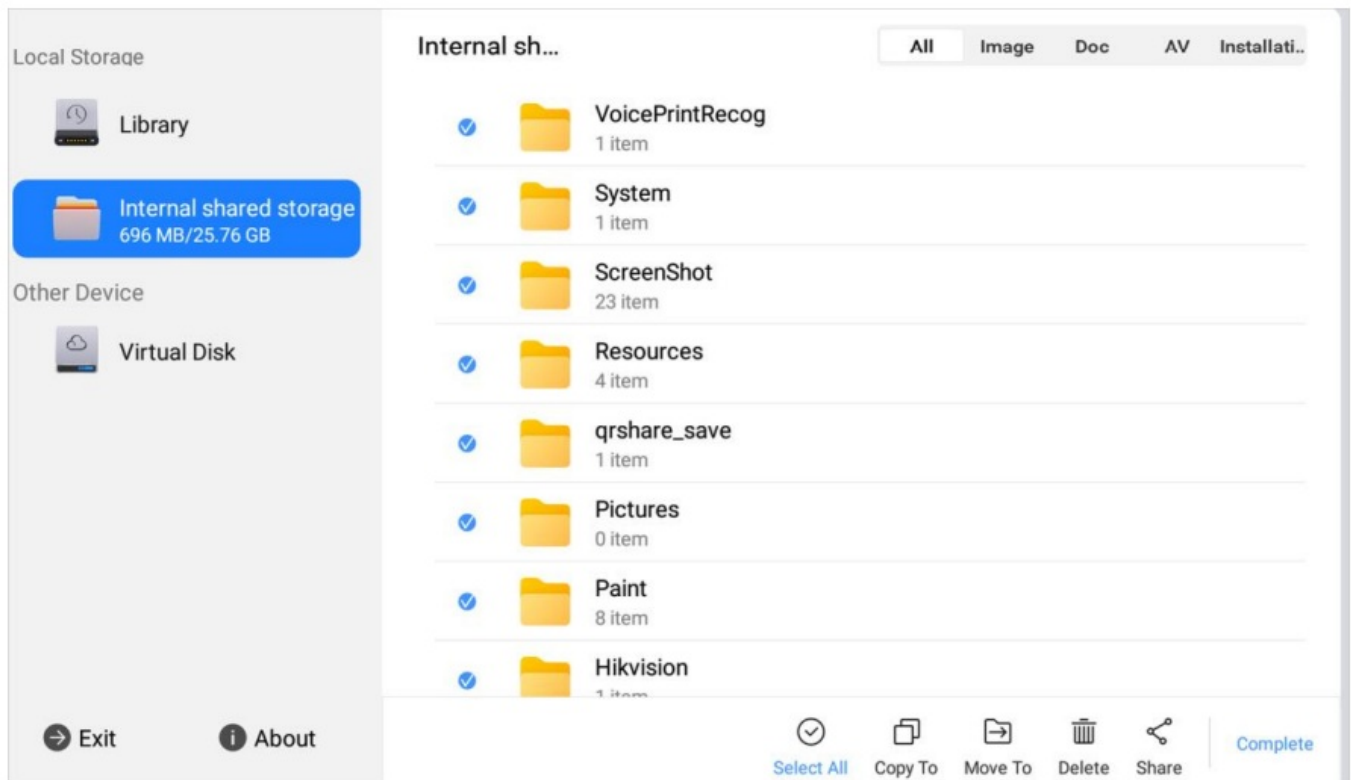 Local Storage
Library
Internal shared storage
696 MB/25.76 GB
Other Device
Virtual Disk
Exit
About
Internal sh...
All
Image
Doc
AV
Installati..
VoicePrintRecog
1 item
System
1 item
ScreenShot
23 item
Resources
4 item
qrshare_save
1 item
Pictures
0 item
Paint
8 item
Hikvision
1 item
Select All
Copy To
Move To
Delete
Share
Complete